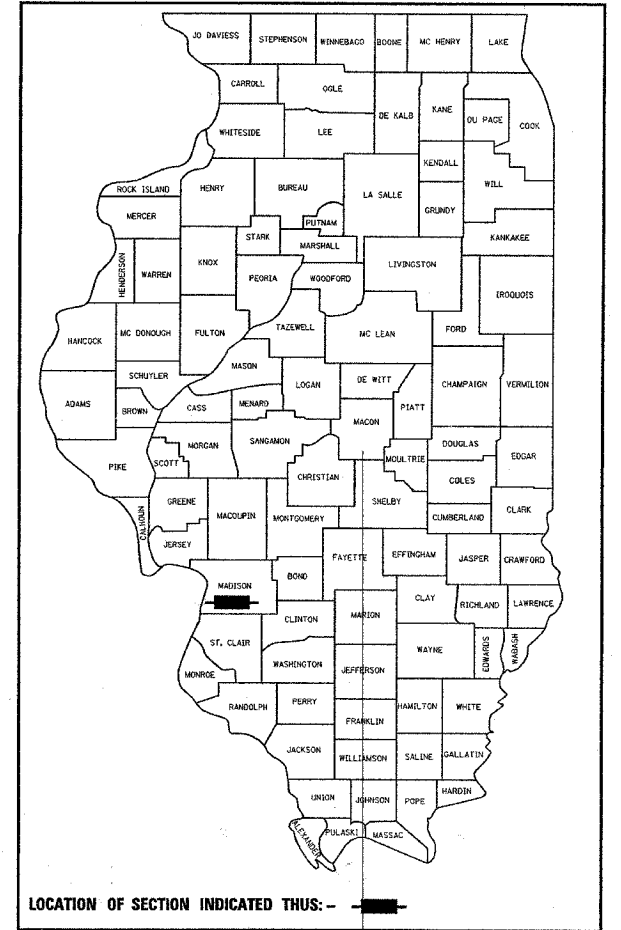 JO DAVIESS
STEPHENSON
WINNEBAGO
BOONE
MC HENRY
LAKE
CARROLL
OGLE
DE KALB
KANE
DU PAGE
COOK
WHITESIDE
LEE
KENDALL
WILL
ROCK ISLAND
HENRY
BUREAU
LA SALLE
GRUNDY
MERCER
PUTNAM
STARK
MARSHALL
KANKAKEE
HENDERSON
WARREN
KNOX
PEORIA
WOODFORD
LIVINGSTON
IROQUOIS
FULTON
TAZEWELL
MC LEAN
FORD
HANCOCK
MC DONOUGH
MASON
SCHUYLER
LOGAN
DE WITT
CHAMPAIGN
VERMILION
ADAMS
BROWN
CASS
MENARD
MACON
PIATT
MORGAN
SANGAMON
DOUGLAS
EDGAR
PIKE
SCOTT
CHRISTIAN
MOULTRIE
COLES
GREENE
MACOUPIN
MONTGOMERY
SHELBY
CUMBERLAND
CLARK
CALHOUN
JERSEY
FAYETTE
EFFINGHAM
JASPER
CRAWFORD
MADISON
BOND
CLAY
RICHLAND
LAWRENCE
CLINTON
MARION
ST. CLAIR
WAYNE
EDWARDS
WABASH
WASHINGTON
JEFFERSON
MONROE
RANDOLPH
PERRY
HAMILTON
WHITE
FRANKLIN
JACKSON
WILLIAMSON
SALINE
GALLATIN
UNION
JOHNSON
POPE
HARDIN
ALEXANDER
PULASKI
MASSAC
LOCATION OF SECTION INDICATED THUS: -